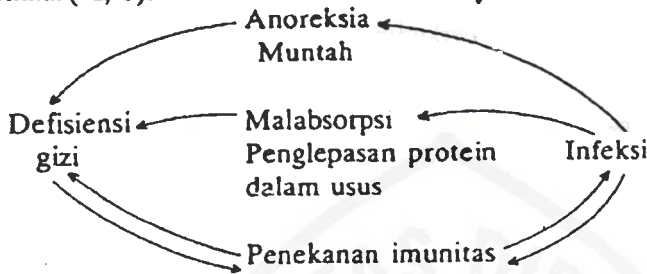 Anoreksia
Muntah
Defisiensi
gizi
Malabsorpsi
Penglepasan protein
dalam usus
Infeksi
Penekanan imunitas